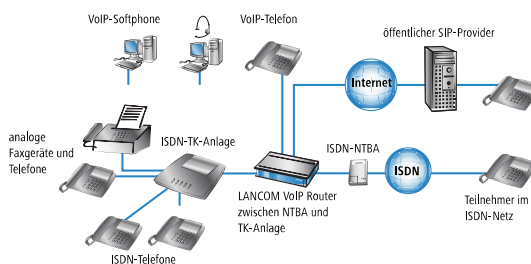 VoIP-Softphone
VoIP-Telefon
öffentlicher SIP-Provider
Internet
analoge
Faxgeräte und
Telefone
ISDN-TK-Anlage
ISDN-NTBA
ISDN
LANCOM VoIP Router
zwischen NTBA und
TK-Anlage
Teilnehmer im
ISDN-Netz
ISDN-Telefone